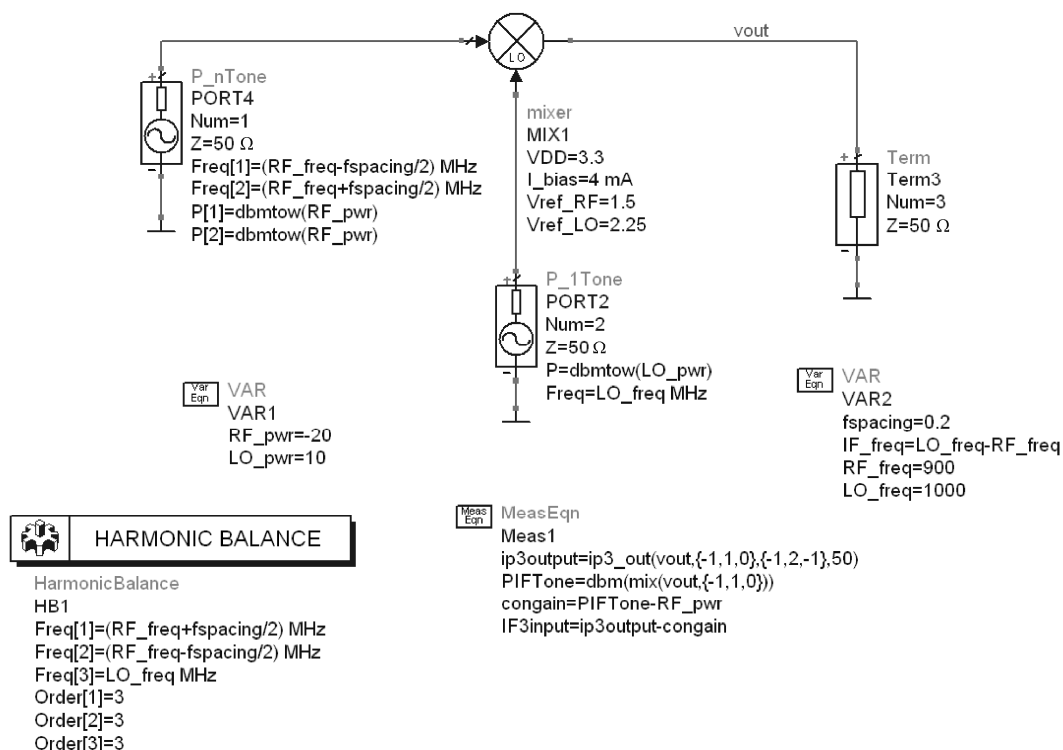 LO
vout
P_nTone
PORT4
Num=1
Z=50 Ω
Freq[1]=(RF_freq-fspacing/2) MHz
Freq[2]=(RF_freq+fspacing/2) MHz
P[1]=dbmtow(RF_pwr)
P[2]=dbmtow(RF_pwr)
mixer
MIX1
VDD=3.3
I_bias=4 mA
Vref_RF=1.5
Vref_LO=2.25
Term
Term3
Num=3
Z=50 Ω
P_1Tone
PORT2
Num=2
Z=50 Ω
P=dbmtow(LO_pwr)
Freq=LO_freq MHz
Var
Eqn
VAR
VAR1
RF_pwr=-20
LO_pwr=10
Var
Eqn
VAR
VAR2
fspacing=0.2
IF_freq=LO_freq-RF_freq
RF_freq=900
LO_freq=1000
HARMONIC BALANCE
HarmonicBalance
HB1
Freq[1]=(RF_freq+fspacing/2) MHz
Freq[2]=(RF_freq-fspacing/2) MHz
Freq[3]=LO_freq MHz
Order[1]=3
Order[2]=3
Order[3]=3
Meas
Eqn
MeasEqn
Meas1
ip3output=ip3_out(vout,{-1,1,0},{-1,2,-1},50)
PIFTone=dbm(mix(vout,{-1,1,0}))
congain=PIFTone-RF_pwr
IF3input=ip3output-congain